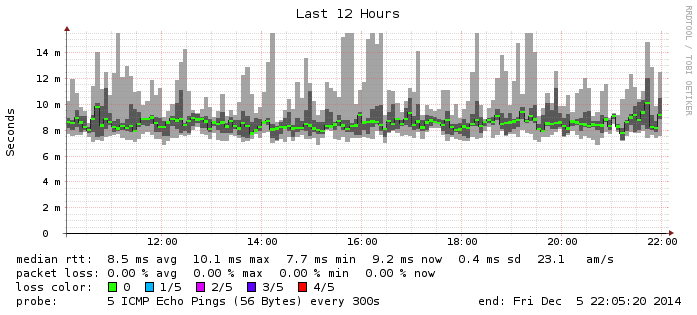 Last 12 Hours
RRDTOOL / TOBI OETIKER
Seconds
14 m
12 m
10 m
8 m
6 m
4 m
2 m
0
12:00 14:00 16:00 18:00 20:00 22:00
median rtt: 8.5 ms avg 10.1 ms max 7.7 ms min 9.2 ms now 0.4 ms sd 23.1 am/s
packet loss: 0.00 % avg 0.00 % max 0.00 % min 0.00 % now
loss color: 0 1/5 2/5 3/5 4/5
probe: 5 ICMP Echo Pings (56 Bytes) every 300s end: Fri Dec 5 22:05:20 2014